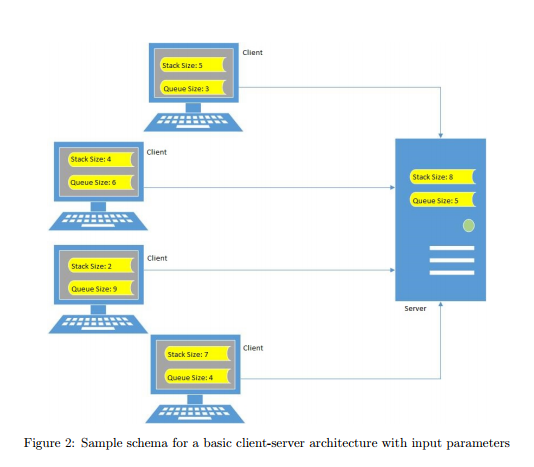 Client
Stack Size: 5
Queue Size: 3
Client
Stack Size: 4
Queue Size: 6
Stack Size: 8
Queue Size: 5
Client
Stack Size: 2
Queue Size: 9
Server
Client
Stack Size: 7
Queue Size: 4
Figure 2: Sample schema for a basic client-server architecture with input parameters